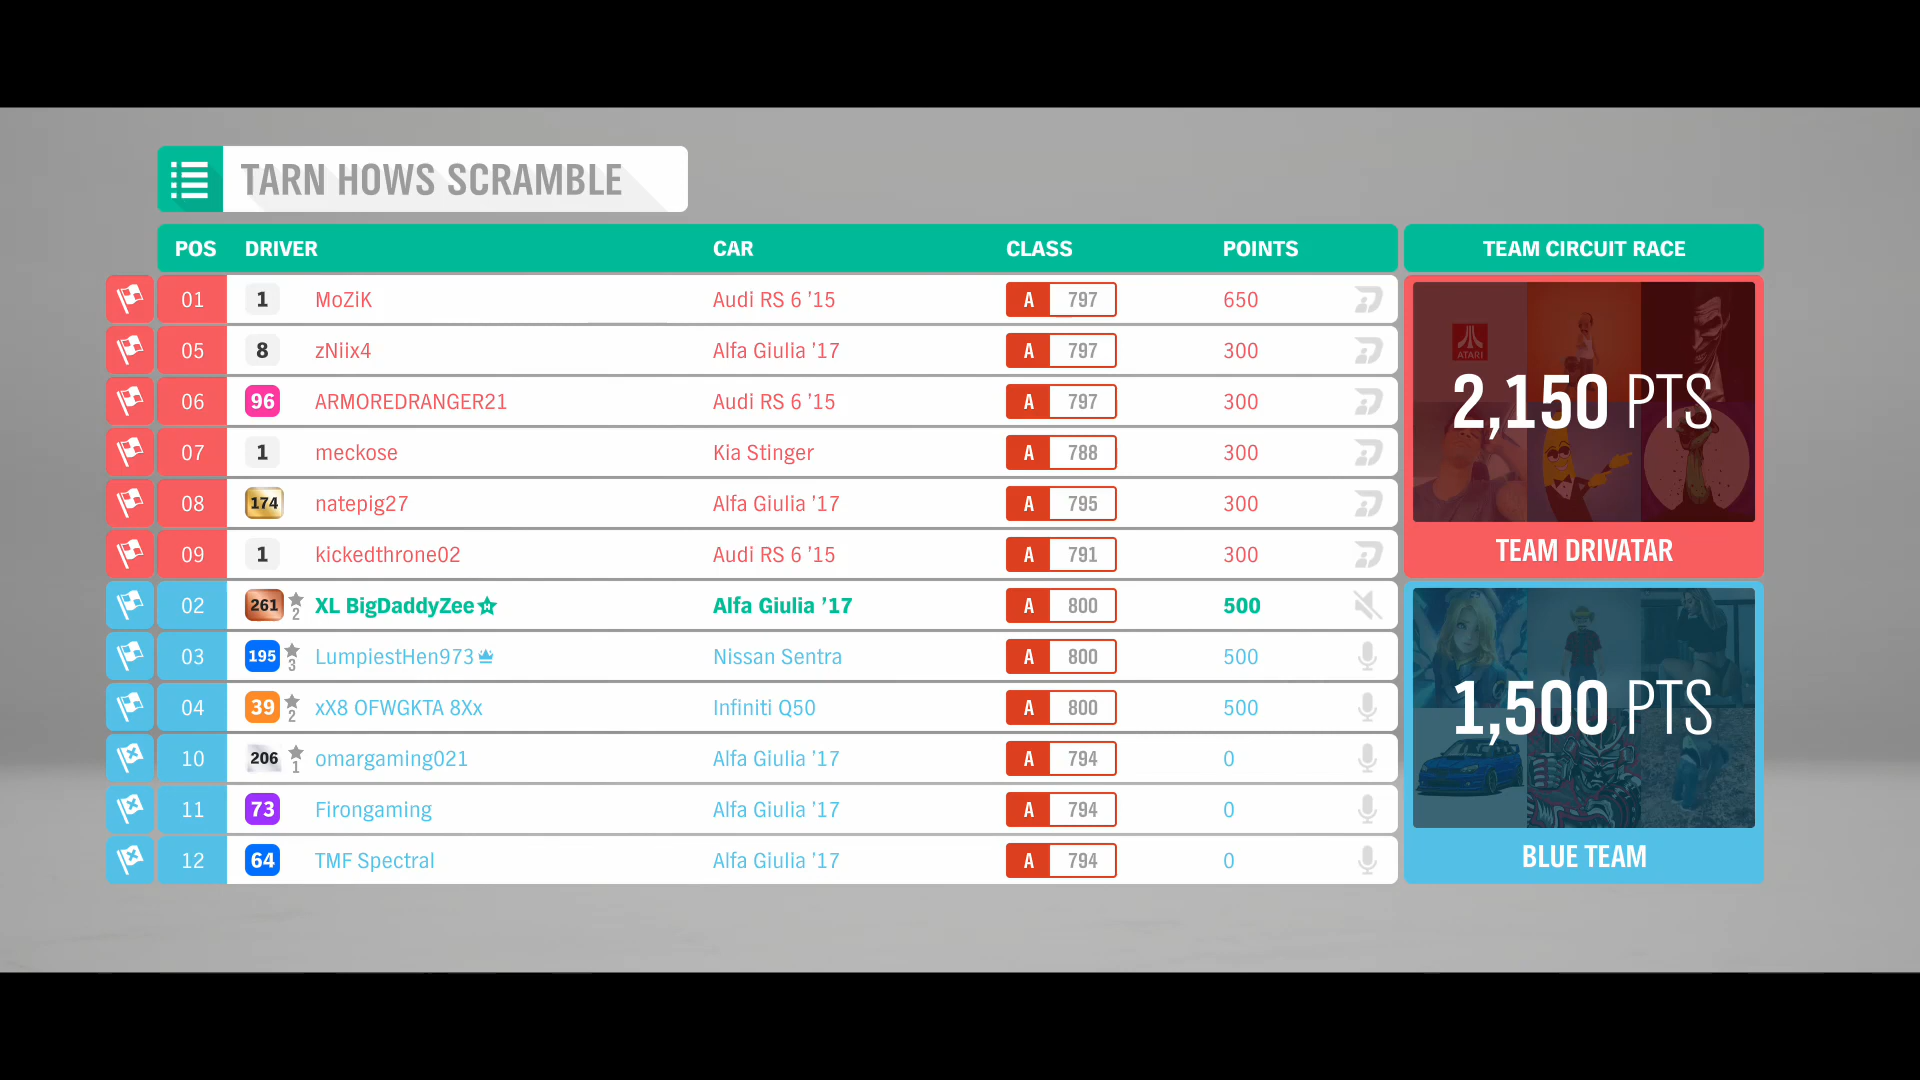 TARN HOWS SCRAMBLE
POS DRIVER CAR CLASS POINTS TEAM CIRCUIT RACE
01 1 MoZiK Audi RS 6 ’15 A 797 650
05 8 zNiix4 Alfa Giulia ’17 A 797 300
06 96 ARMOREDRANGER21 Audi RS 6 ’15 A 797 300
07 1 meckose Kia Stinger A 788 300
08 174 natepig27 Alfa Giulia ’17 A 795 300
09 1 kickedthrone02 Audi RS 6 ’15 A 791 300
ATARI
2,150 PTS
TEAM DRIVATAR
02 261 2 XL BigDaddyZee Alfa Giulia ’17 A 800 500
03 195 3 LumpiestHen973 Nissan Sentra A 800 500
04 39 2 xX8 OFWGKTA 8Xx Infiniti Q50 A 800 500
10 206 1 omargaming021 Alfa Giulia ’17 A 794 0
11 73 Firongaming Alfa Giulia ’17 A 794 0
12 64 TMF Spectral Alfa Giulia ’17 A 794 0
1,500 PTS
BLUE TEAM